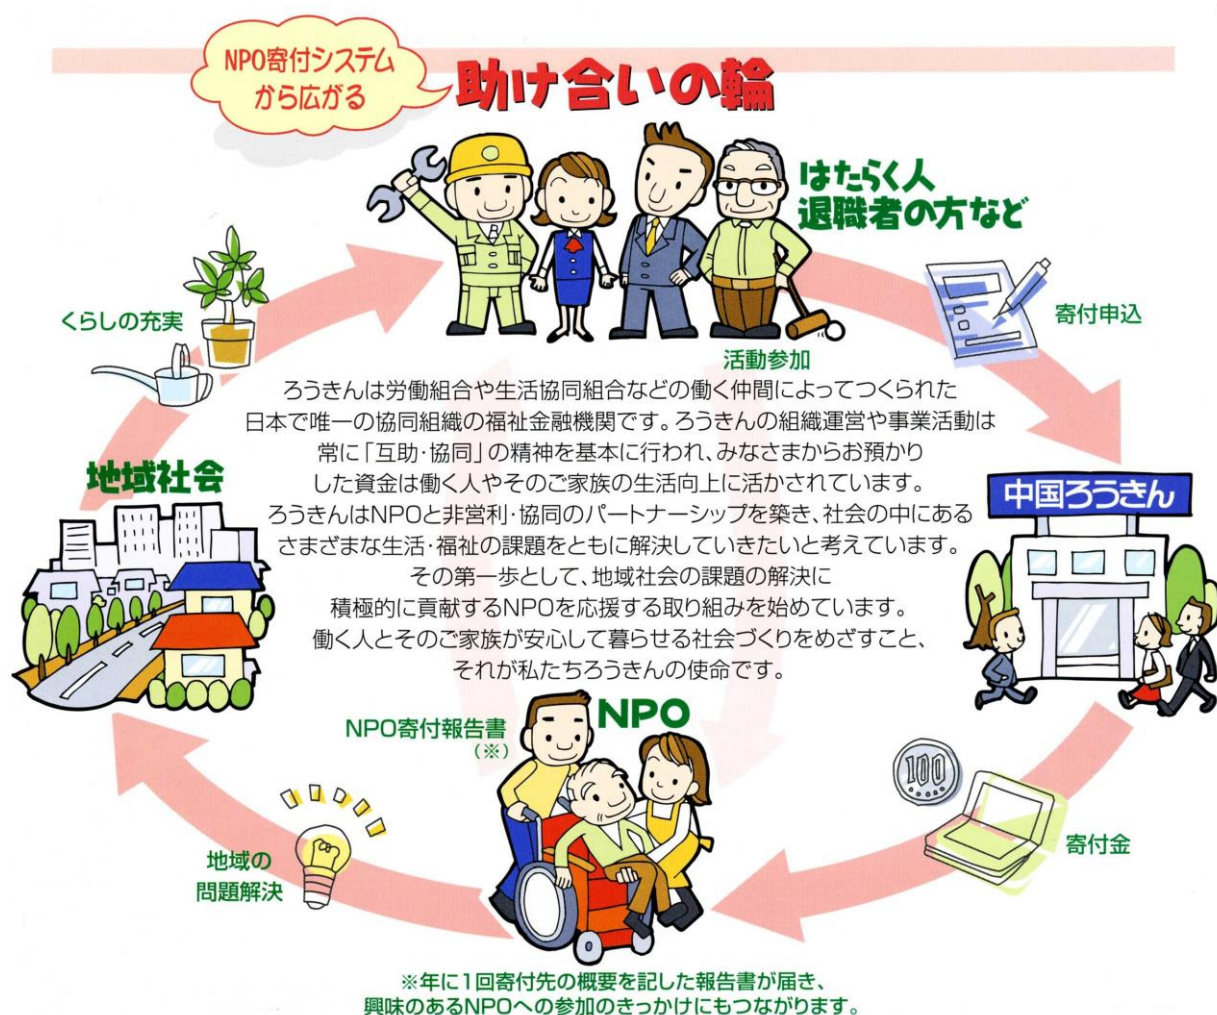 NPO寄付システム
から広がる
助け合いの輪
はたらく人
退職者の方など
くらしの充実
寄付申込
活動参加
ろうきんは労働組合や生活協同組合などの働く仲間によってつくられた
日本で唯一の協同組織の福祉金融機関です。ろうきんの組織運営や事業活動は
常に「互助・協同」の精神を基本に行われ、みなさまからお預かり
した資金は働く人やそのご家族の生活向上に活かされています。
ろうきんはNPOと非営利・協同のパートナーシップを築き、社会の中にある
さまざまな生活・福祉の課題をともに解決していきたいと考えています。
その第一歩として、地域社会の課題の解決に
積極的に貢献するNPOを応援する取り組みを始めています。
働く人とそのご家族が安心して暮らせる社会づくりをめざすこと、
それが私たちろうきんの使命です。
地域社会
中国ろうきん
NPO
NPO寄付報告書
(※)
100
寄付金
地域の
問題解決
※年に1回寄付先の概要を記した報告書が届き、
興味のあるNPOへの参加のきっかけにもつながります。